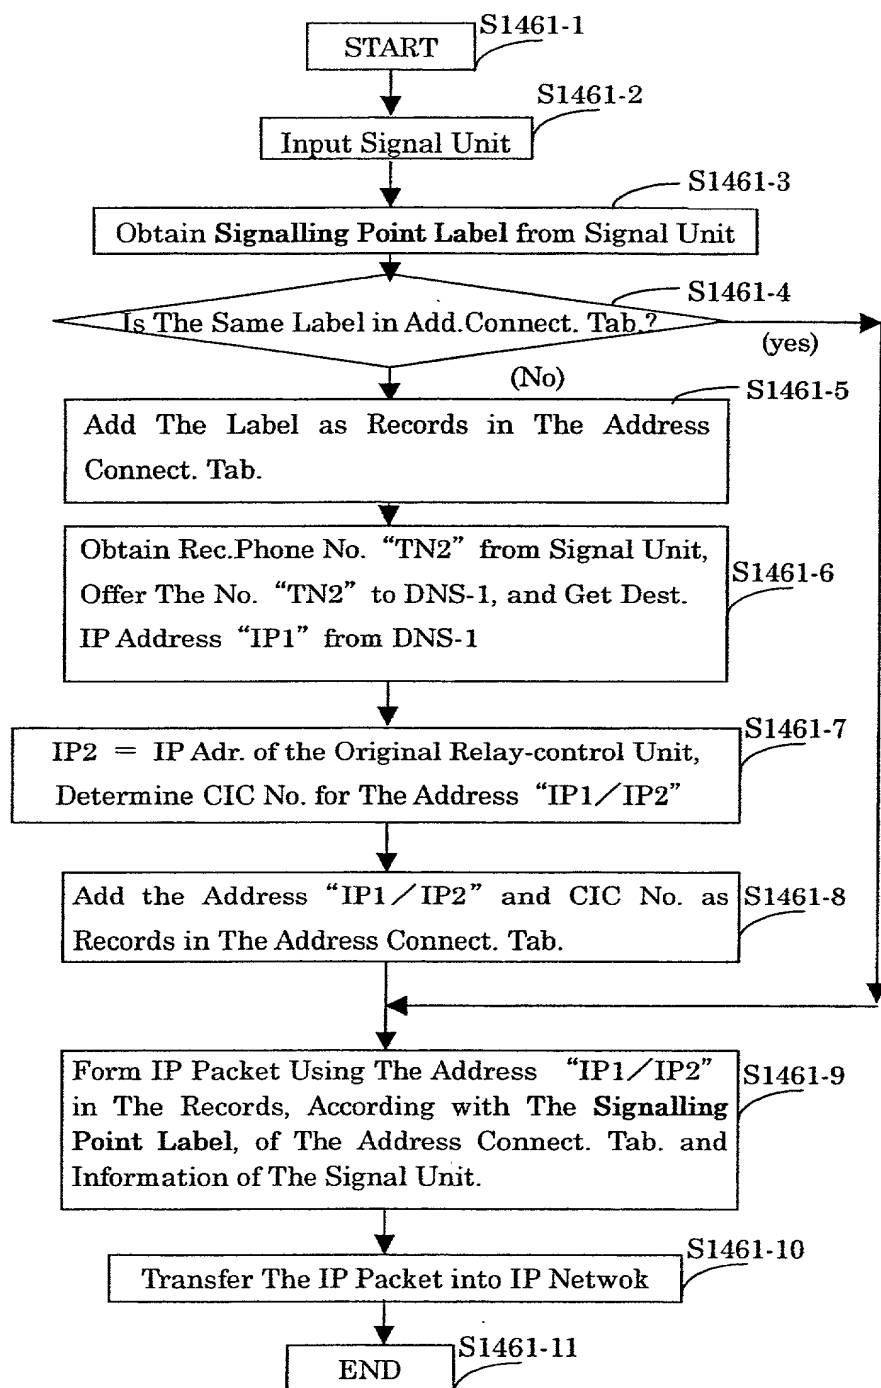 S1461-1
START
S1461-2
Input Signal Unit
S1461-3
Obtain Signalling Point Label from Signal Unit
S1461-4
Is The Same Label in Add.Connect. Tab.?
(yes)
(No)
S1461-5
Add The Label as Records in The Address
Connect. Tab.
Obtain Rec.Phone No. “TN2” from Signal Unit,
S1461-6
Offer The No. “TN2” to DNS-1, and Get Dest.
IP Address “IP1” from DNS-1
S1461-7
IP2 = IP Adr. of the Original Relay-control Unit,
Determine CIC No. for The Address “IP1/IP2”
Add the Address “IP1/IP2” and CIC No. as
S1461-8
Records in The Address Connect. Tab.
Form IP Packet Using The Address “IP1/IP2”
S1461-9
in The Records, According with The Signalling
Point Label, of The Address Connect. Tab. and
Information of The Signal Unit.
S1461-10
Transfer The IP Packet into IP Netwok
S1461-11
END